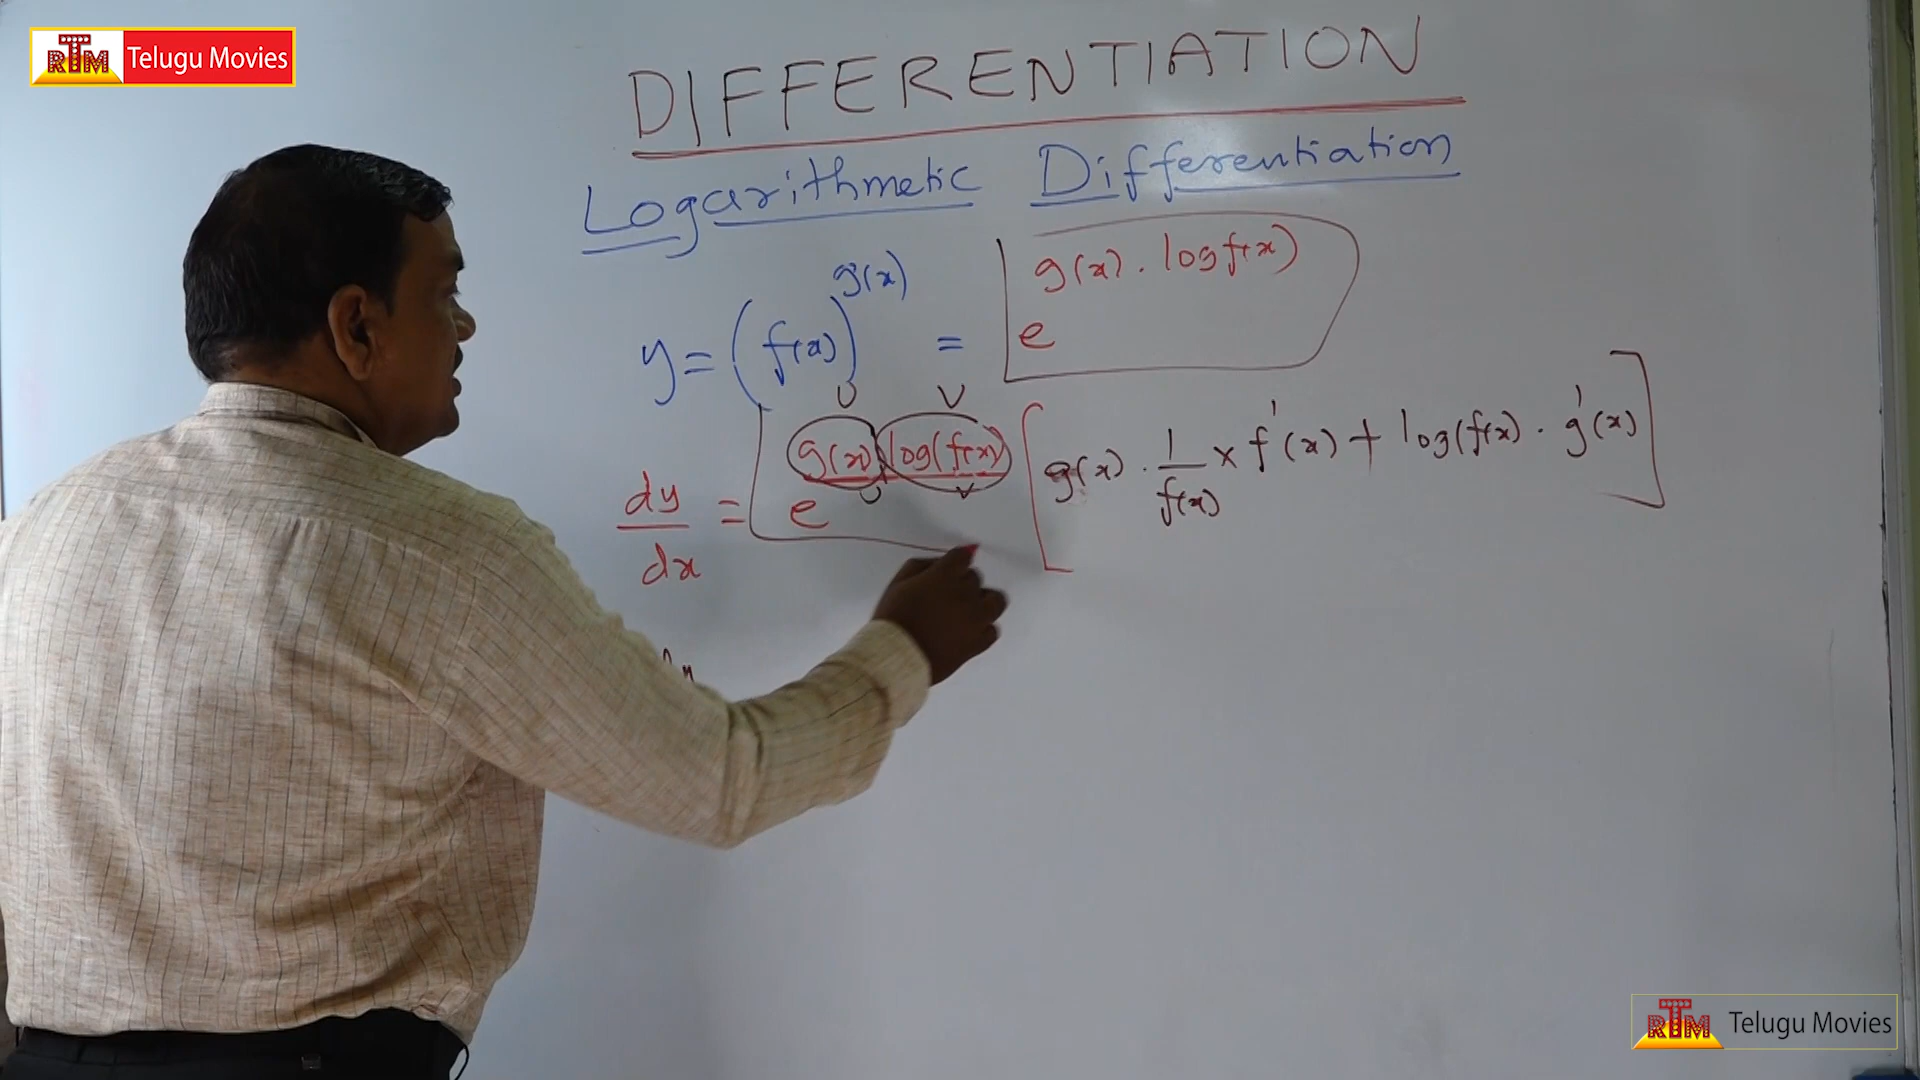 RTM Telugu Movies
DIFFERENTIATION
Logarithmetic Differentiation
y = (f(x))^g(x) = e^g(x) . log f(x)
U V
dy/dx = e^g(x) log(f(x)) [ g(x) . 1/f(x) x f'(x) + log(f(x) . g'(x) ]
U V
RTM Telugu Movies